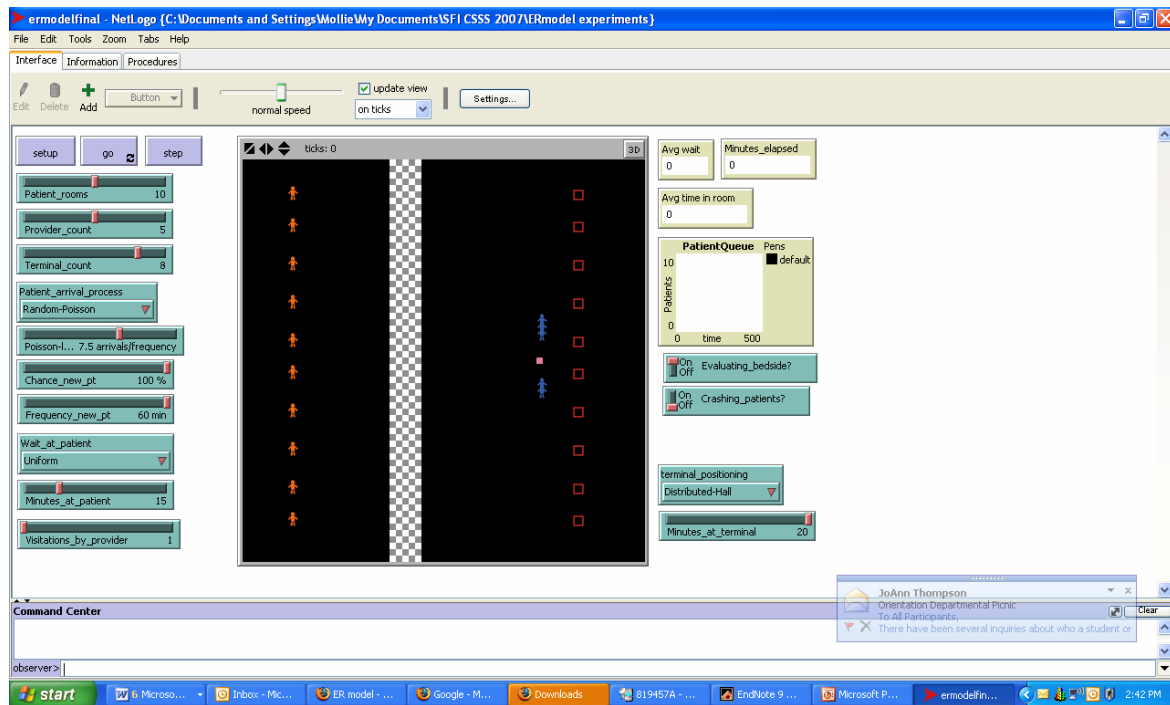 ermodelfinal - NetLogo {C:\Documents and Settings\Mollie\My Documents\SFI CSSS 2007\ERmodel experiments}
File Edit Tools Zoom Tabs Help
Interface Information Procedures
Edit Delete Add Button normal speed update view on ticks Settings...
setup go step
Patient_rooms 10
Provider_count 5
Terminal_count 8
Patient_arrival_process
Random-Poisson
Poisson-l... 7.5 arrivals/frequency
Chance_new_pt 100 %
Frequency_new_pt 60 min
Wait_at_patient
Uniform
Minutes_at_patient 15
Visitations_by_provider 1
ticks: 0 3D
Avg wait
0
Minutes_elapsed
0
Avg time in room
0
PatientQueue Pens
default
10
Patients
0
0 time 500
On
Off
Evaluating_bedside?
On
Off
Crashing_patients?
terminal_positioning
Distributed-Hall
Minutes_at_terminal 20
JoAnn Thompson
Orientation Departmental Picnic
To All Participants,
There have been several inquiries about who a student or
Command Center Clear
observer>
start 6 Microso... Inbox - Mic... ER model - ... Google - M... Downloads 819457A - ... EndNote 9 ... Microsoft P... ermodelfin... 2:42 PM